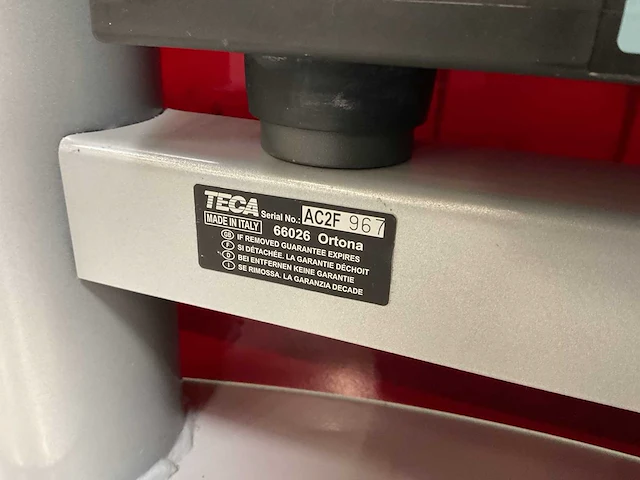 TECA Serial No.: AC2F 967
MADE IN ITALY 66026 Ortona
GB IF REMOVED GUARANTEE EXPIRES
F SI DÉTACHÉE. LA GARANTIE DÉCHOIT
D BEI ENTFERNEN KEINE GARANTIE
I SE RIMOSSA. LA GARANZIA DECADE